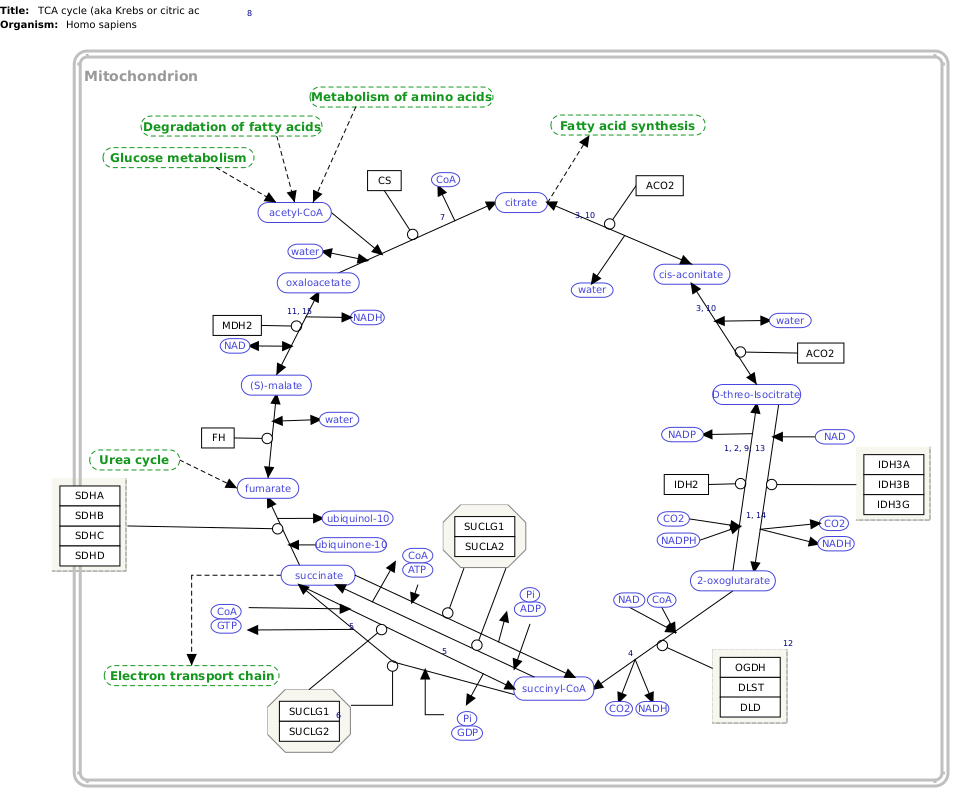 Title: TCA cycle (aka Krebs or citric ac
8
Organism: Homo sapiens
Mitochondrion
Metabolism of amino acids
Degradation of fatty acids
Fatty acid synthesis
Glucose metabolism
CS
CoA
ACO2
acetyl-CoA
citrate
7
3, 10
water
oxaloacetate
cis-aconitate
water
11, 15
NADH
3, 10
water
MDH2
NAD
ACO2
(S)-malate
D-threo-Isocitrate
water
FH
NADP
NAD
1, 2, 9, 13
Urea cycle
IDH3A
IDH3B
IDH3G
fumarate
IDH2
SDHA
SDHB
SDHC
SDHD
ubiquinol-10
SUCLG1
SUCLA2
1, 14
CO2
NADPH
CO2
NADH
ubiquinone-10
CoA
ATP
succinate
2-oxoglutarate
Pi
ADP
NAD
CoA
CoA
GTP
5
5
4
12
Electron transport chain
succinyl-CoA
OGDH
DLST
DLD
SUCLG1
6
SUCLG2
Pi
GDP
CO2
NADH